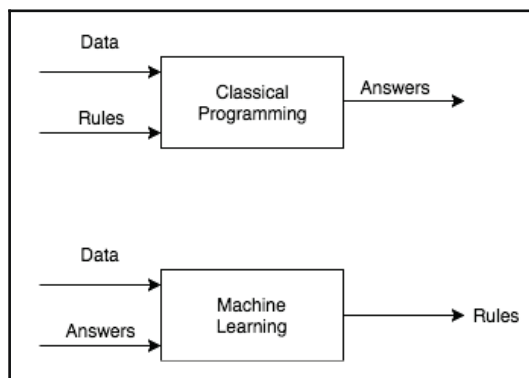 Data
Rules
Classical
Programming
Answers
Data
Answers
Machine
Learning
Rules